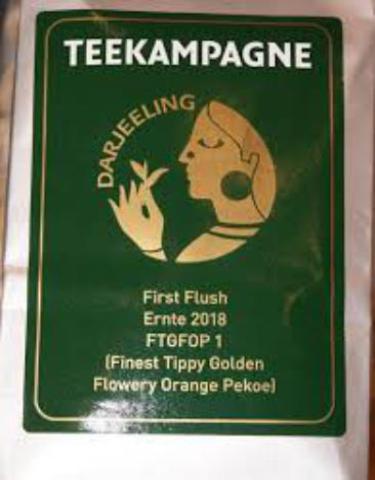 TEEKAMPAGNE
DARJEELING
First Flush
Ernte 2018
FTGFOP 1
(Finest Tippy Golden
Flowery Orange Pekoe)